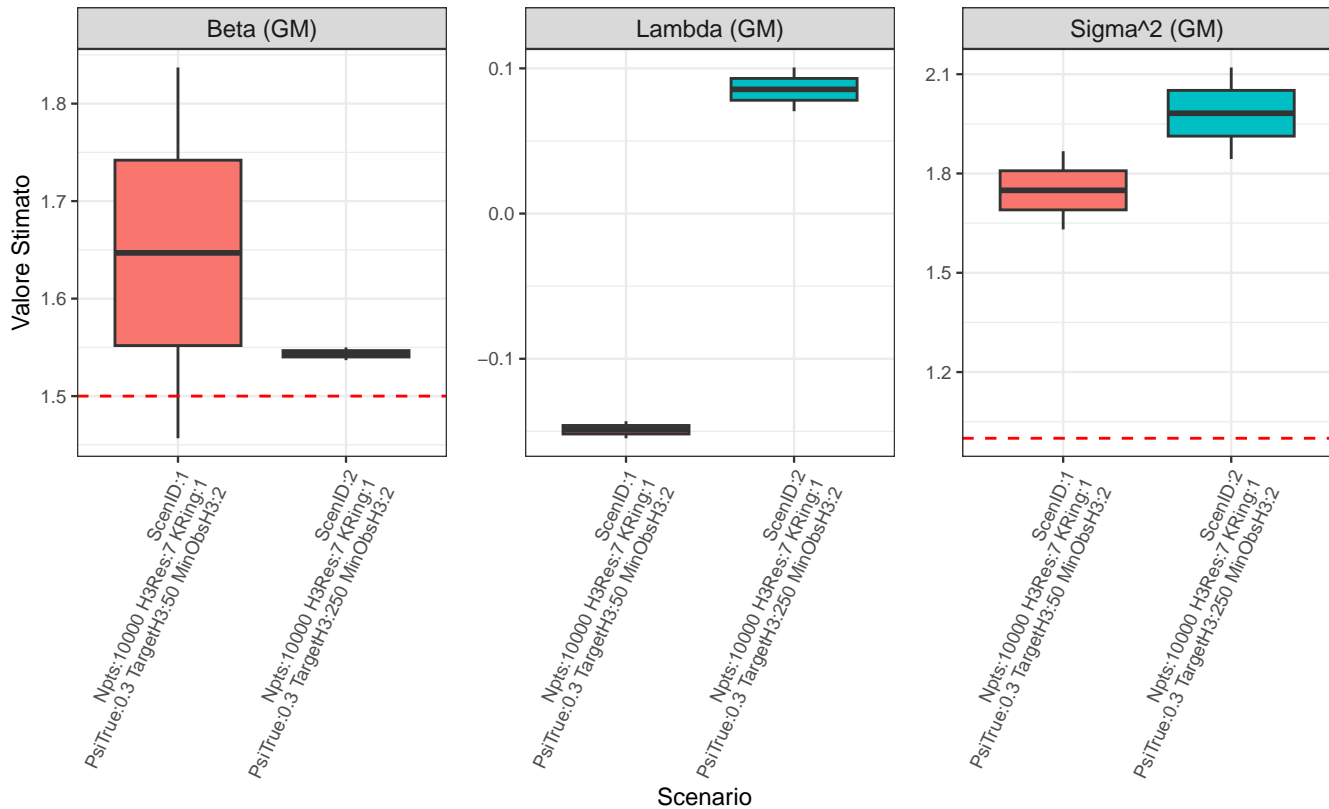 Beta (GM)
Lambda (GM)
Sigma^2 (GM)
Valore Stimato
1.8
1.7
1.6
1.5
0.1
0.0
−0.1
2.1
1.8
1.5
1.2
ScenID:1
Npts:10000 H3Res:7 KRing:1
PsiTrue:0.3 TargetH3:50 MinObsH3:2
ScenID:2
Npts:10000 H3Res:7 KRing:1
PsiTrue:0.3 TargetH3:250 MinObsH3:2
ScenID:1
Npts:10000 H3Res:7 KRing:1
PsiTrue:0.3 TargetH3:50 MinObsH3:2
ScenID:2
Npts:10000 H3Res:7 KRing:1
PsiTrue:0.3 TargetH3:250 MinObsH3:2
ScenID:1
Npts:10000 H3Res:7 KRing:1
PsiTrue:0.3 TargetH3:50 MinObsH3:2
ScenID:2
Npts:10000 H3Res:7 KRing:1
PsiTrue:0.3 TargetH3:250 MinObsH3:2
Scenario